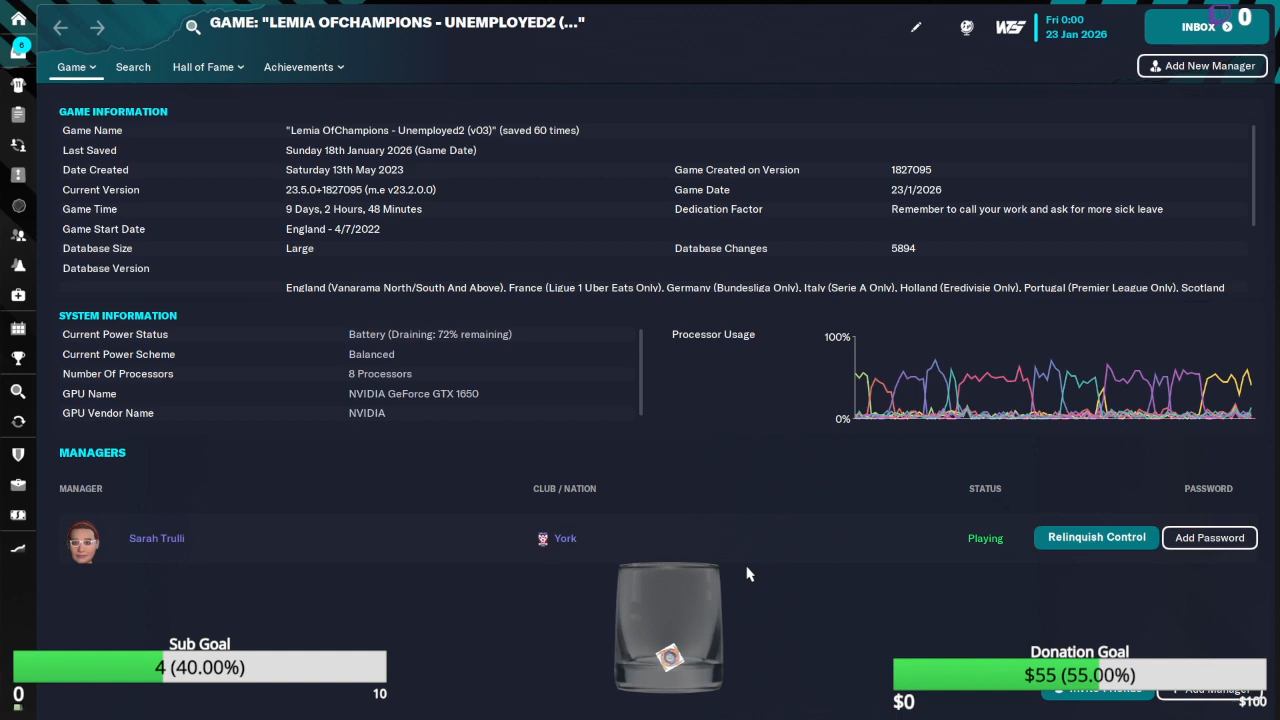 GAME: "LEMIA OFCHAMPIONS - UNEMPLOYED2 (..."
Fri 0:00
23 Jan 2026
INBOX
0
6
Game
Search
Hall of Fame
Achievements
Add New Manager
GAME INFORMATION
Game Name "Lemia OfChampions - Unemployed2 (v03)" (saved 60 times)
Last Saved Sunday 18th January 2026 (Game Date)
Date Created Saturday 13th May 2023 Game Created on Version 1827095
Current Version 23.5.0+1827095 (m.e v23.2.0.0) Game Date 23/1/2026
Game Time 9 Days, 2 Hours, 48 Minutes Dedication Factor Remember to call your work and ask for more sick leave
Game Start Date England - 4/7/2022
Database Size Large Database Changes 5894
Database Version
England (Vanarama North/South And Above), France (Ligue 1 Uber Eats Only), Germany (Bundesliga Only), Italy (Serie A Only), Holland (Eredivisie Only), Portugal (Premier League Only), Scotland
SYSTEM INFORMATION
Current Power Status Battery (Draining: 72% remaining)
Current Power Scheme Balanced
Number Of Processors 8 Processors
GPU Name NVIDIA GeForce GTX 1650
GPU Vendor Name NVIDIA
Processor Usage
100%
0%
MANAGERS
MANAGER CLUB / NATION STATUS PASSWORD
Sarah Trulli York Playing Relinquish Control Add Password
Sub Goal
4 (40.00%)
0 10
Donation Goal
$55 (55.00%)
$0 $100